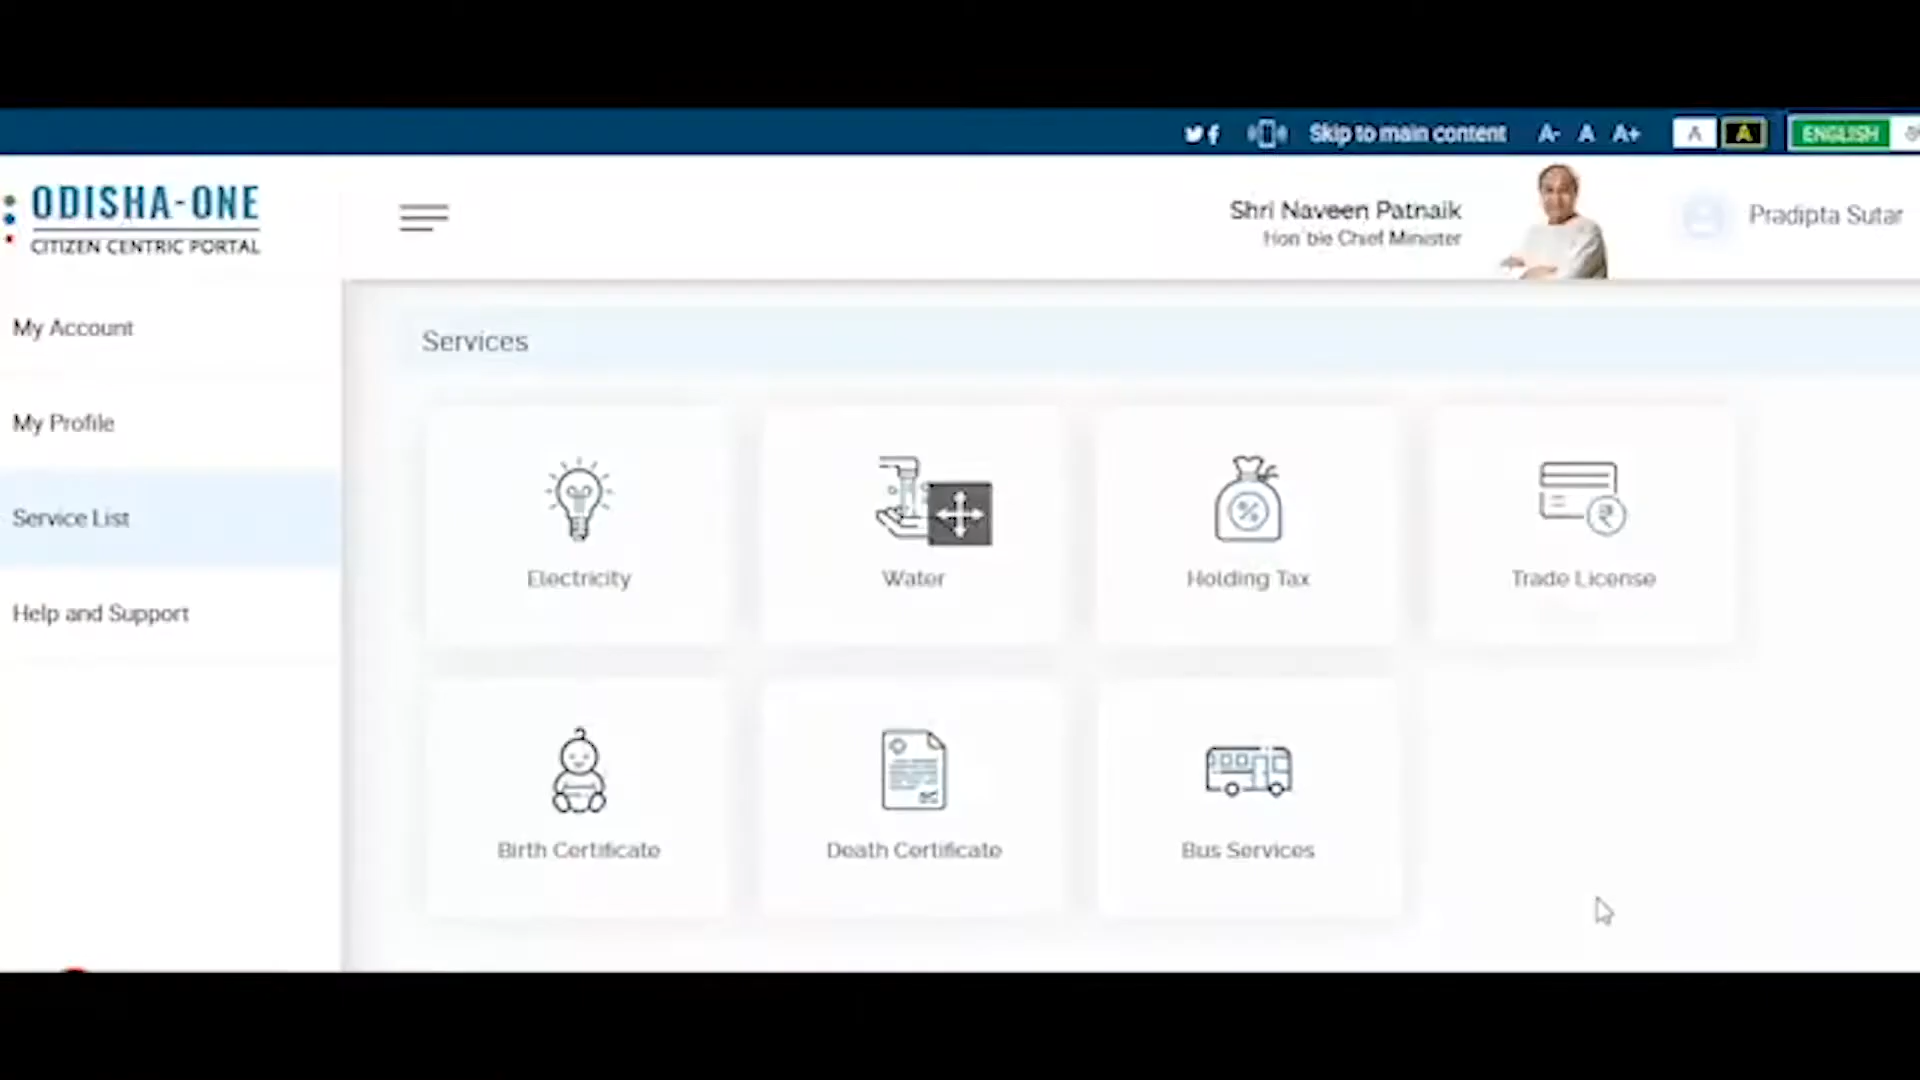 Skip to main content A- A A+ A A ENGLISH
ODISHA-ONE
CITIZEN CENTRIC PORTAL
Shri Naveen Patnaik
Hon'ble Chief Minister
Pradipta Sutar
My Account
My Profile
Service List
Help and Support
Services
Electricity
Water
Holding Tax
Trade License
Birth Certificate
Death Certificate
Bus Services